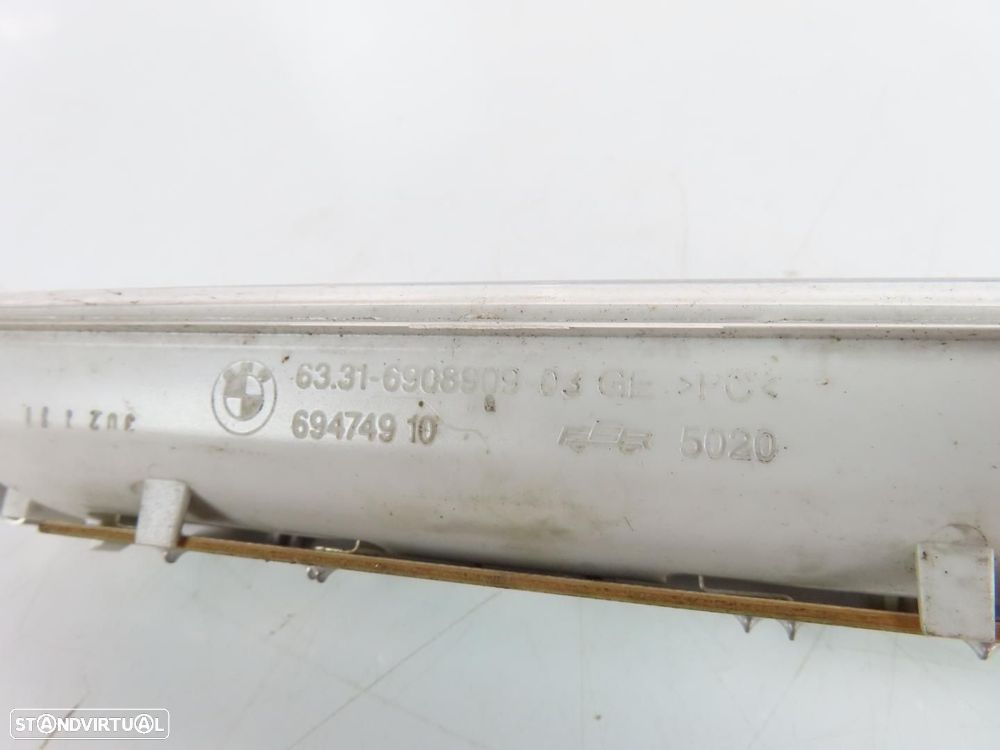 63.31-6908909 03 GE >PC<
694749 10
5020
STANDVIRTUAL